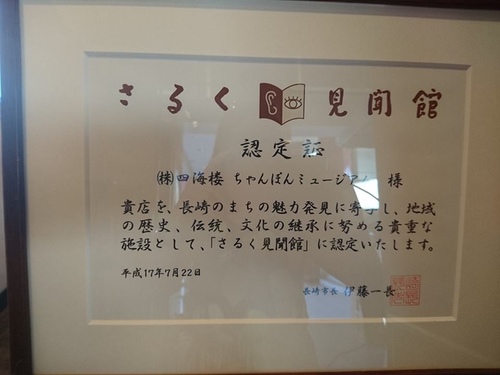 さるく見聞館
認定証
㈱四海楼 ちゃんぽんミュージアム 様
貴店を、長崎のまちの魅力発見に寄与し、地域
の歴史、伝統、文化の継承に努める貴重な
施設として、「さるく見聞館」に認定いたします。
平成17年7月22日
長崎市長 伊藤一長